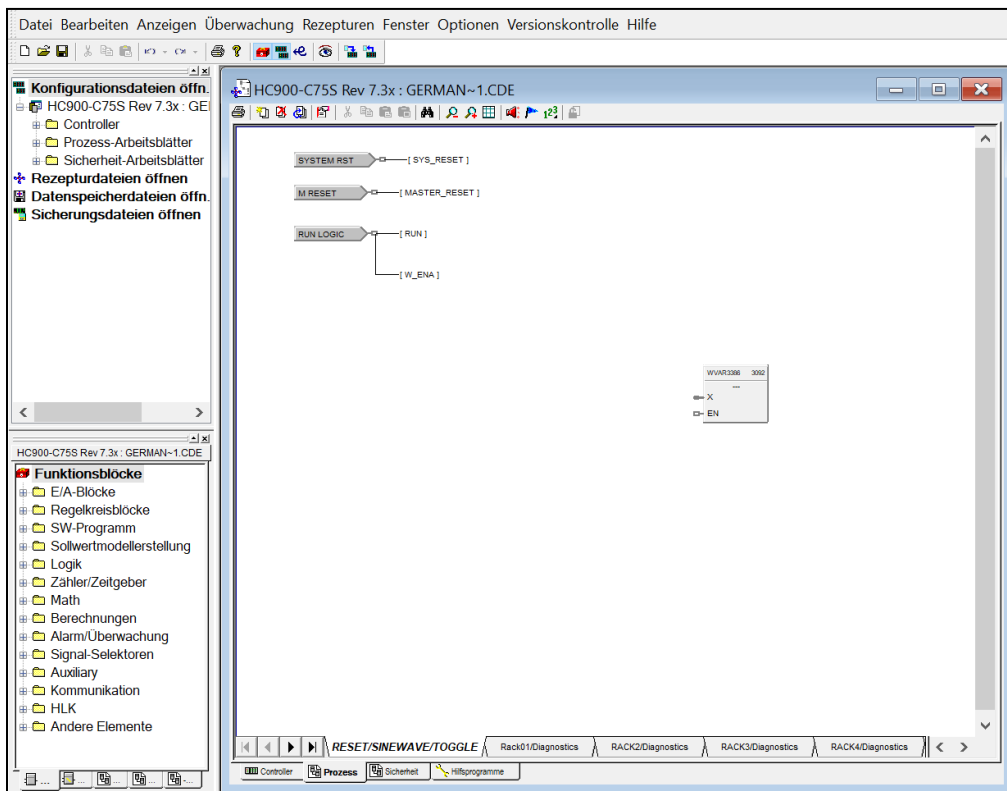 Datei Bearbeiten Anzeigen Überwachung Rezepturen Fenster Optionen Versionskontrolle Hilfe
Konfigurationsdateien öffn.
HC900-C75S Rev 7.3x : GEI
Controller
Prozess-Arbeitsblätter
Sicherheit-Arbeitsblätter
Rezepturdateien öffnen
Datenspeicherdateien öffn.
Sicherungsdateien öffnen
HC900-C75S Rev 7.3x : GERMAN~1.CDE
Funktionsblöcke
E/A-Blöcke
Regelkreisblöcke
SW-Programm
Sollwertmodellerstellung
Logik
Zähler/Zeitgeber
Math
Berechnungen
Alarm/Überwachung
Signal-Selektoren
Auxiliary
Kommunikation
HLK
Andere Elemente
... ... ... ... -...
HC900-C75S Rev 7.3x : GERMAN~1.CDE
SYSTEM RST [ SYS_RESET ]
M RESET [ MASTER_RESET ]
RUN LOGIC [ RUN ]
[ W_ENA ]
WVAR3386 3092
---
X
EN
RESET/SINEWAVE/TOGGLE Rack01/Diagnostics RACK2/Diagnostics RACK3/Diagnostics RACK4/Diagnostics
Controller Prozess Sicherheit Hilfsprogramme